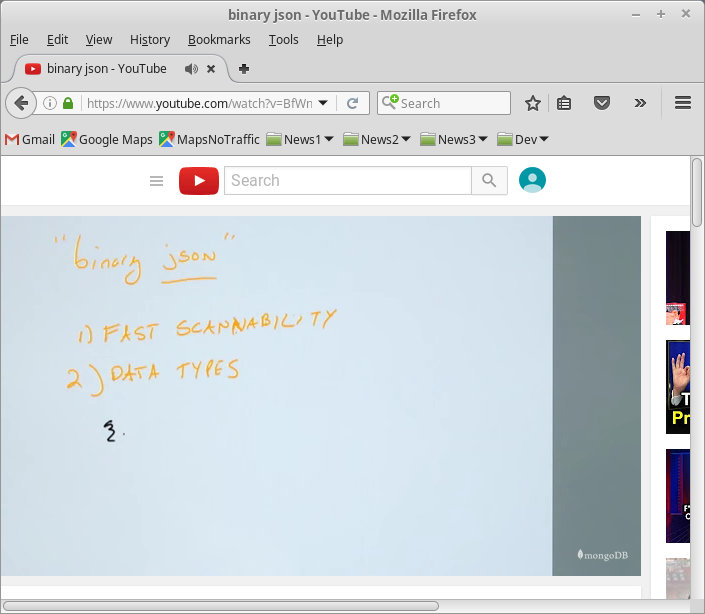 binary json - YouTube - Mozilla Firefox
File Edit View History Bookmarks Tools Help
binary json - YouTube
https://www.youtube.com/watch?v=BfWn
Search
Gmail Google Maps MapsNoTraffic News1 News2 News3 Dev
Search
"binary json"
1) FAST SCANNABILITY
2) DATA TYPES
{
mongoDB